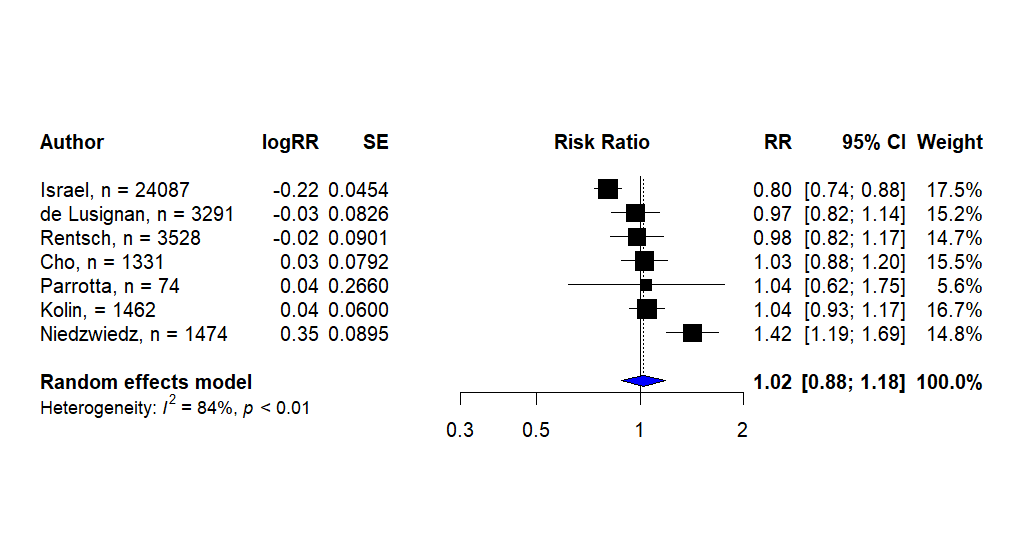 Author logRR SE Risk Ratio RR 95% CI Weight
Israel, n = 24087 -0.22 0.0454 0.80 [0.74; 0.88] 17.5%
de Lusignan, n = 3291 -0.03 0.0826 0.97 [0.82; 1.14] 15.2%
Rentsch, n = 3528 -0.02 0.0901 0.98 [0.82; 1.17] 14.7%
Cho, n = 1331 0.03 0.0792 1.03 [0.88; 1.20] 15.5%
Parrotta, n = 74 0.04 0.2660 1.04 [0.62; 1.75] 5.6%
Kolin, = 1462 0.04 0.0600 1.04 [0.93; 1.17] 16.7%
Niedzwiedz, n = 1474 0.35 0.0895 1.42 [1.19; 1.69] 14.8%
Random effects model 1.02 [0.88; 1.18] 100.0%
Heterogeneity: I² = 84%, p < 0.01
0.3 0.5 1 2